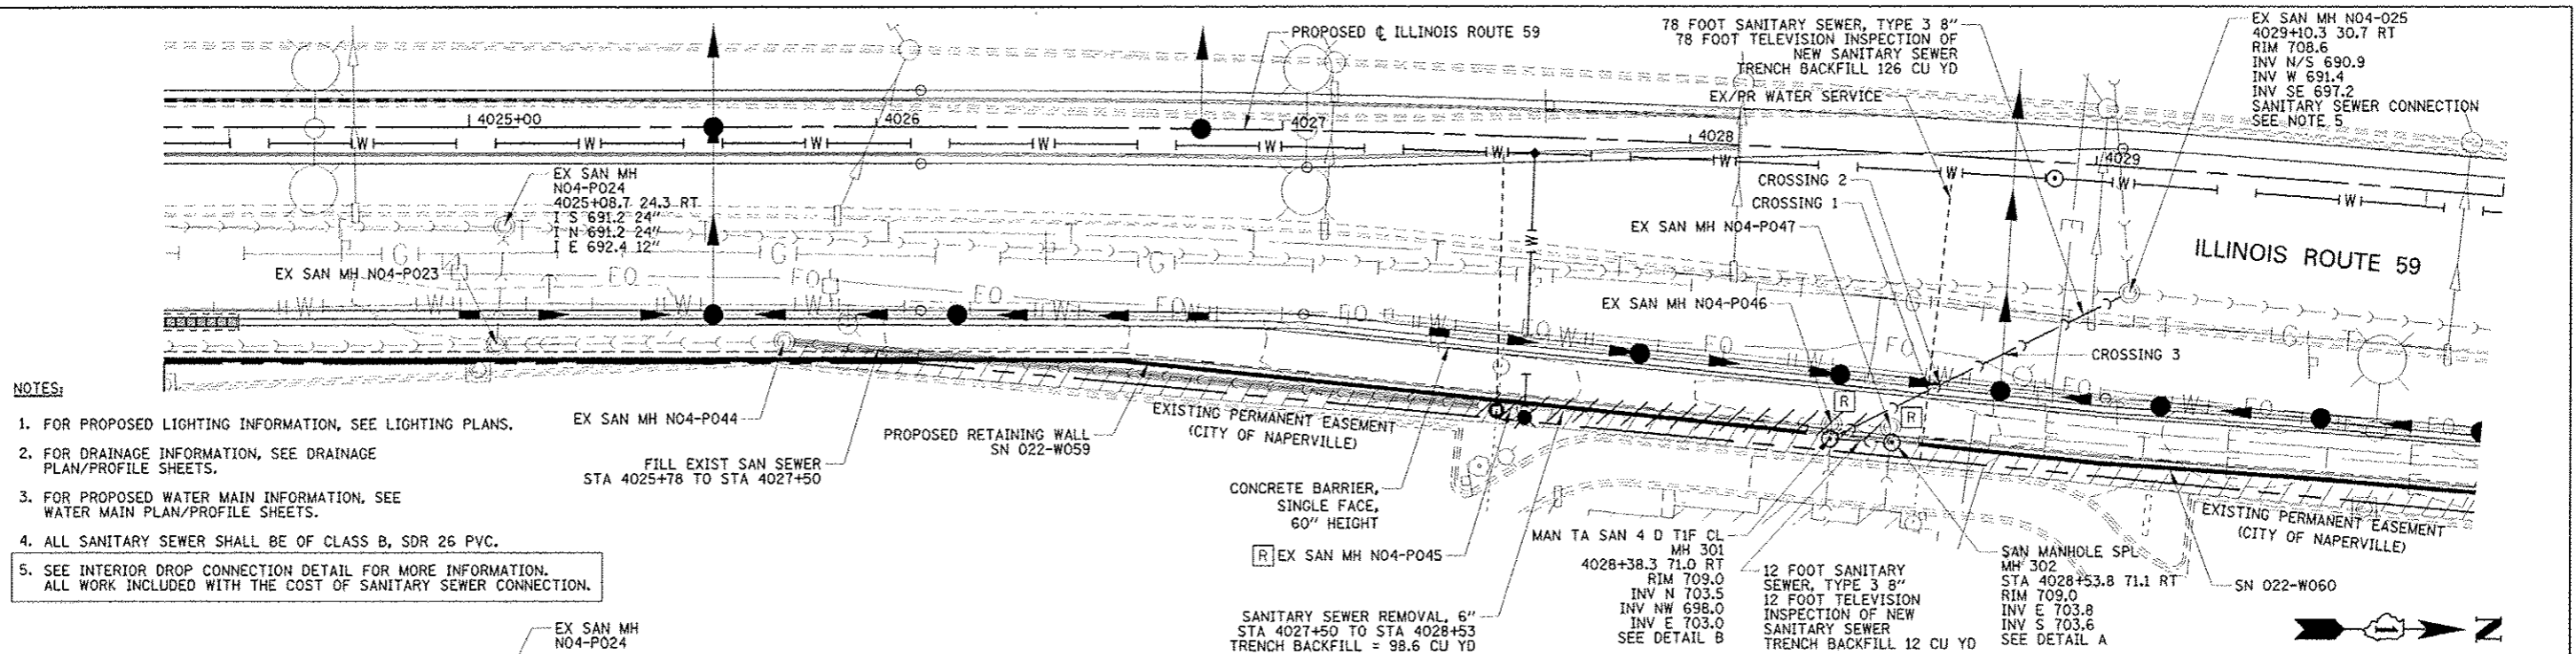 PROPOSED ℄ ILLINOIS ROUTE 59
78 FOOT SANITARY SEWER, TYPE 3 8"
78 FOOT TELEVISION INSPECTION OF
NEW SANITARY SEWER
TRENCH BACKFILL 126 CU YD
EX/PR WATER SERVICE
EX SAN MH N04-025
4029+10.3 30.7 RT
RIM 708.6
INV N/S 690.9
INV W 691.4
INV SE 697.2
SANITARY SEWER CONNECTION
SEE NOTE 5
4025+00
4026
4027
4028
4029
EX SAN MH
N04-P024
4025+08.7 24.3 RT
I S 691.2 24"
I N 691.2 24"
I E 692.4 12"
CROSSING 2
CROSSING 1
EX SAN MH N04-P047
EX SAN MH N04-P046
CROSSING 3
ILLINOIS ROUTE 59
EX SAN MH N04-P023
EX SAN MH N04-P044
FILL EXIST SAN SEWER
STA 4025+78 TO STA 4027+50
PROPOSED RETAINING WALL
SN 022-W059
EXISTING PERMANENT EASEMENT
(CITY OF NAPERVILLE)
CONCRETE BARRIER,
SINGLE FACE,
60" HEIGHT
R EX SAN MH N04-P045
R
R
SANITARY SEWER REMOVAL, 6"
STA 4027+50 TO STA 4028+53
TRENCH BACKFILL = 98.6 CU YD
MAN TA SAN 4 D T1F CL
MH 301
4028+38.3 71.0 RT
RIM 709.0
INV N 703.5
INV NW 698.0
INV E 703.0
SEE DETAIL B
12 FOOT SANITARY
SEWER, TYPE 3 8"
12 FOOT TELEVISION
INSPECTION OF NEW
SANITARY SEWER
TRENCH BACKFILL 12 CU YD
SAN MANHOLE SPL
MH 302
STA 4028+53.8 71.1 RT
RIM 709.0
INV E 703.8
INV S 703.6
SEE DETAIL A
EXISTING PERMANENT EASEMENT
(CITY OF NAPERVILLE)
SN 022-W060
N
NOTES:
1. FOR PROPOSED LIGHTING INFORMATION, SEE LIGHTING PLANS.
2. FOR DRAINAGE INFORMATION, SEE DRAINAGE
PLAN/PROFILE SHEETS.
3. FOR PROPOSED WATER MAIN INFORMATION, SEE
WATER MAIN PLAN/PROFILE SHEETS.
4. ALL SANITARY SEWER SHALL BE OF CLASS B, SDR 26 PVC.
5. SEE INTERIOR DROP CONNECTION DETAIL FOR MORE INFORMATION.
ALL WORK INCLUDED WITH THE COST OF SANITARY SEWER CONNECTION.
EX SAN MH
N04-P024